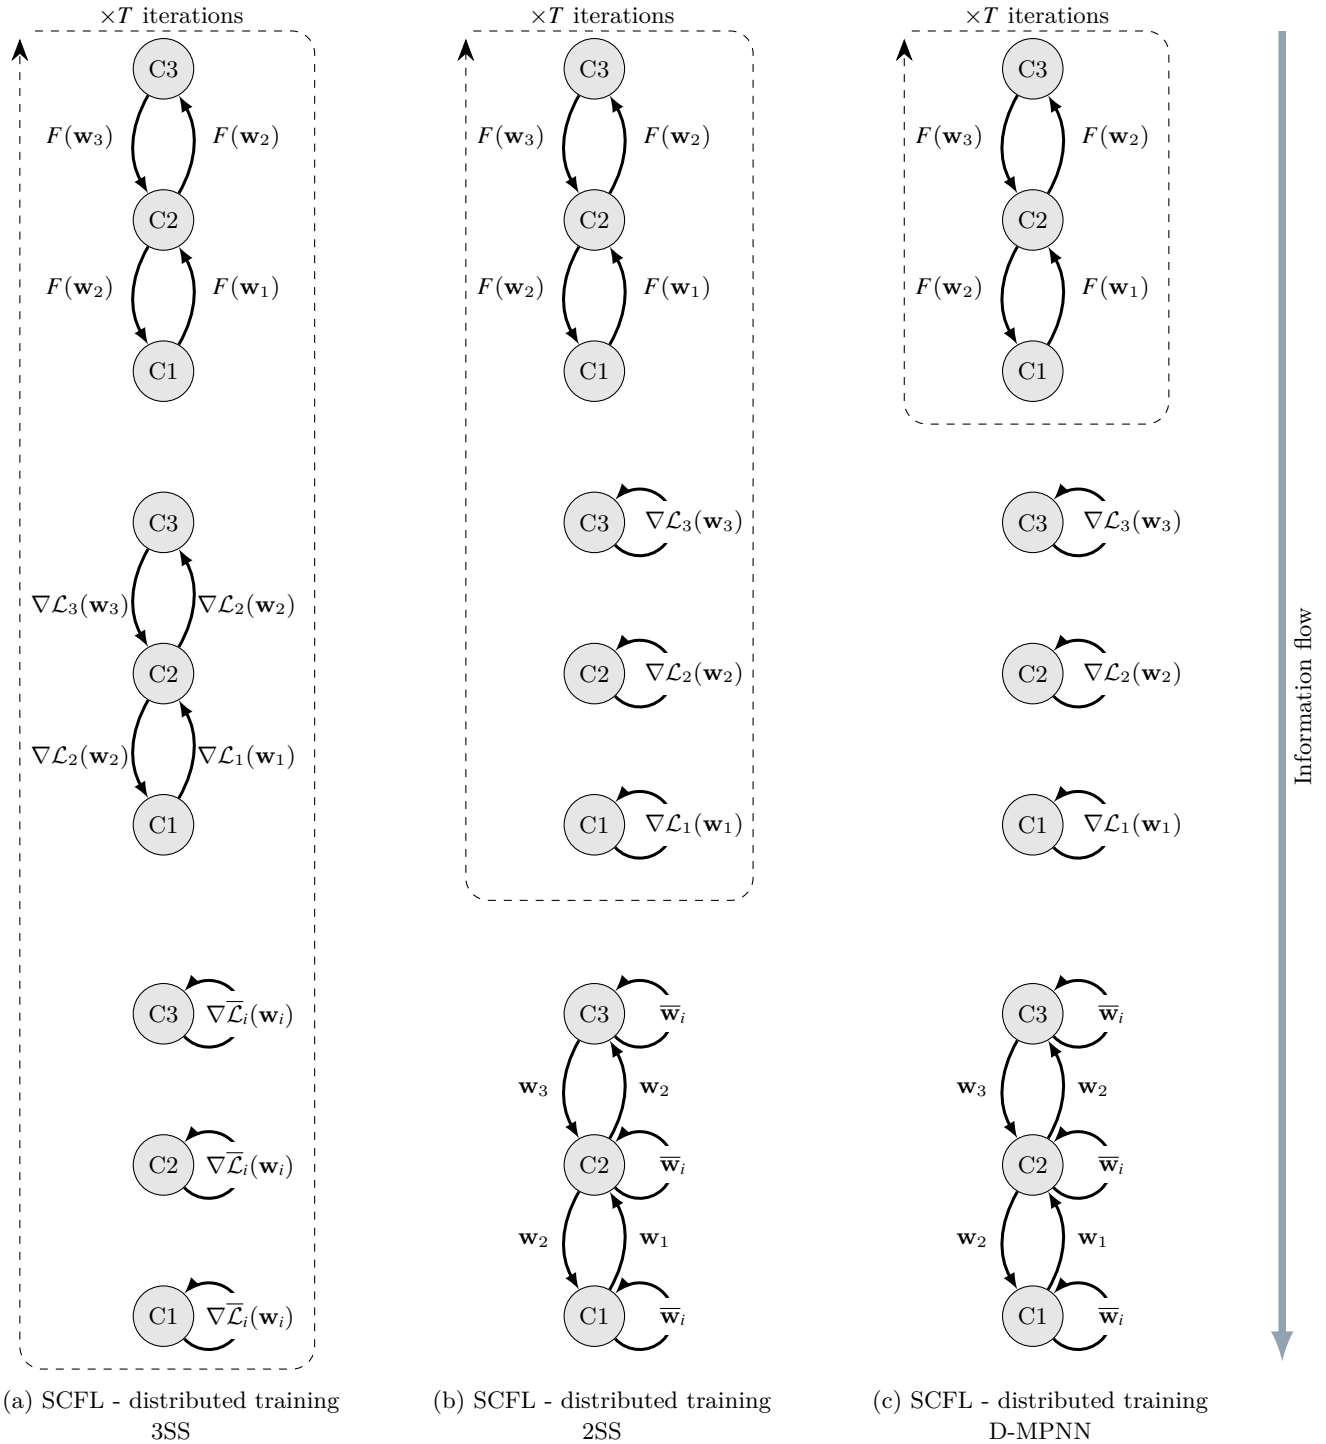 ×T iterations
C3
F(w₃)
F(w₂)
C2
F(w₂)
F(w₁)
C1
C3
∇ℒ₃(w₃)
∇ℒ₂(w₂)
C2
∇ℒ₂(w₂)
∇ℒ₁(w₁)
C1
C3
∇ℒ̅ᵢ(wᵢ)
C2
∇ℒ̅ᵢ(wᵢ)
C1
∇ℒ̅ᵢ(wᵢ)
(a) SCFL - distributed training
3SS
×T iterations
C3
F(w₃)
F(w₂)
C2
F(w₂)
F(w₁)
C1
C3
∇ℒ₃(w₃)
C2
∇ℒ₂(w₂)
C1
∇ℒ₁(w₁)
C3
w̅ᵢ
w₃
w₂
C2
w̅ᵢ
w₂
w₁
C1
w̅ᵢ
(b) SCFL - distributed training
2SS
×T iterations
C3
F(w₃)
F(w₂)
C2
F(w₂)
F(w₁)
C1
C3
∇ℒ₃(w₃)
C2
∇ℒ₂(w₂)
C1
∇ℒ₁(w₁)
C3
w̅ᵢ
w₃
w₂
C2
w̅ᵢ
w₂
w₁
C1
w̅ᵢ
(c) SCFL - distributed training
D-MPNN
Information flow